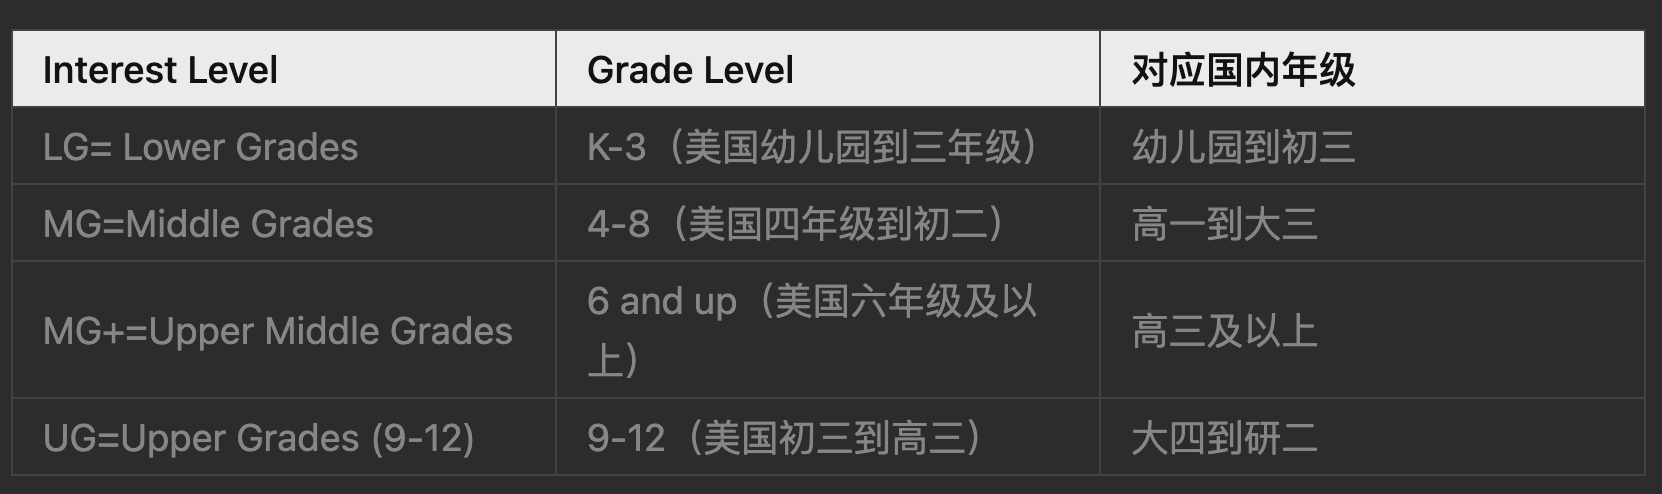 Interest Level
Grade Level
对应国内年级
LG= Lower Grades
K-3（美国幼儿园到三年级）
幼儿园到初三
MG=Middle Grades
4-8（美国四年级到初二）
高一到大三
MG+=Upper Middle Grades
6 and up（美国六年级及以
上）
高三及以上
UG=Upper Grades (9-12)
9-12（美国初三到高三）
大四到研二